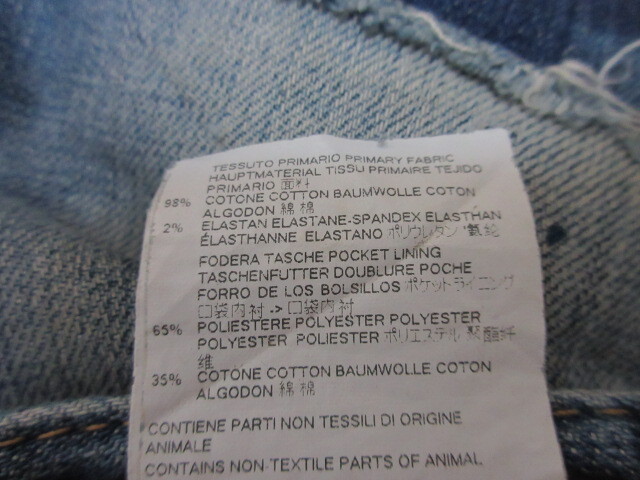 TESSUTO PRIMARIO PRIMARY FABRIC
HAUPTMATERIAL TISSU PRIMAIRE TEJIDO
PRIMARIO 面料
98% COTONE COTTON BAUMWOLLE COTON
ALGODON 綿 棉
2% ELASTAN ELASTANE-SPANDEX ELASTHAN
ÉLASTHANNE ELASTANO ポリウレタン 氨纶
FODERA TASCHE POCKET LINING
TASCHENFUTTER DOUBLURE POCHE
FORRO DE LOS BOLSILLOS ポケットライニング
口袋内衬 -> 口袋内衬
65% POLIESTERE POLYESTER POLYESTER
POLYESTER POLIESTER ポリエステル 聚酯纤
维
35% COTONE COTTON BAUMWOLLE COTON
ALGODON 綿 棉
CONTIENE PARTI NON TESSILI DI ORIGINE
ANIMALE
CONTAINS NON-TEXTILE PARTS OF ANIMAL